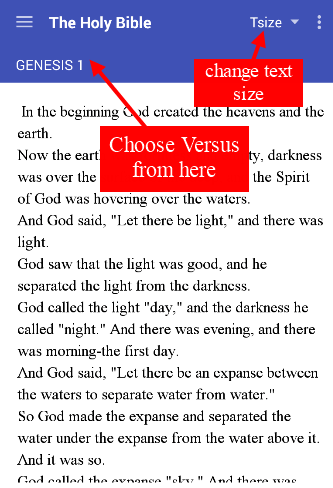 The Holy Bible
Tsize
GENESIS 1
change text
size
In the beginning God created the heavens and the
earth.
Choose Versus
from here
Now the eart ty, darkness
was over the the Spirit
of God was hovering over the waters.
And God said, "Let there be light," and there was
light.
God saw that the light was good, and he
separated the light from the darkness.
God called the light "day," and the darkness he
called "night." And there was evening, and there
was morning-the first day.
And God said, "Let there be an expanse between
the waters to separate water from water."
So God made the expanse and separated the
water under the expanse from the water above it.
And it was so.
God called the expanse "sky." And there was